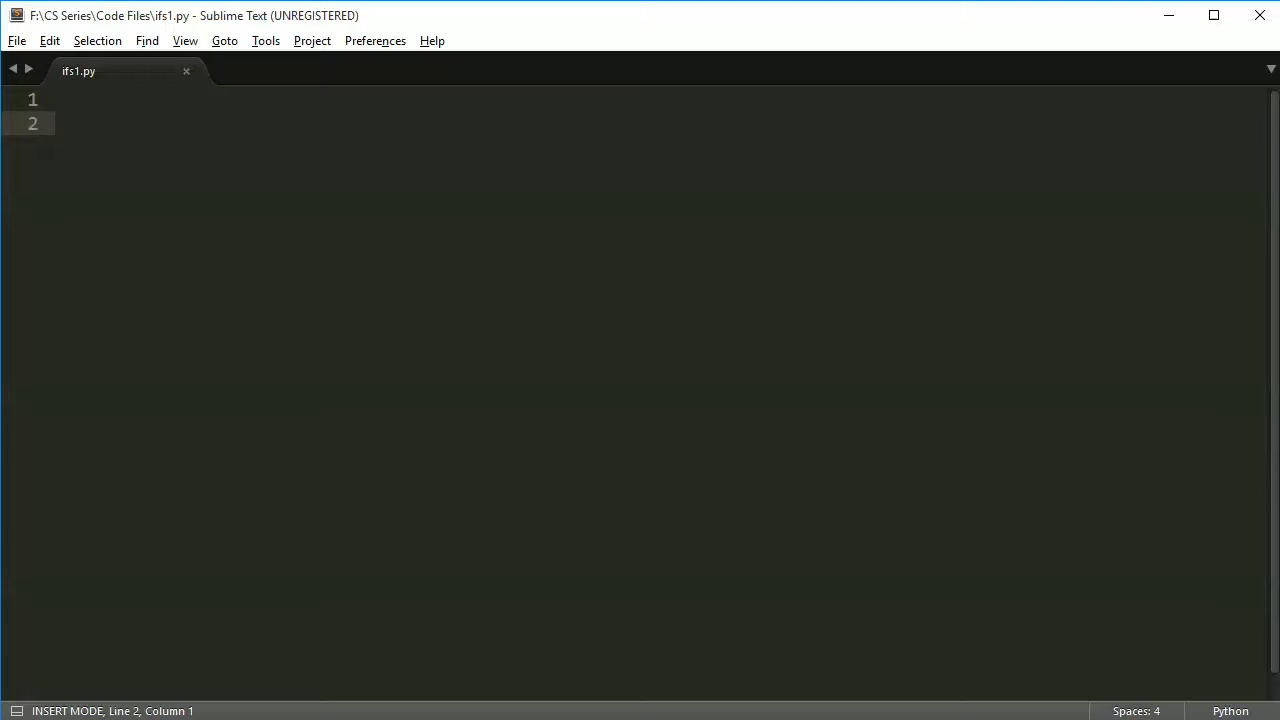 F:\CS Series\Code Files\ifs1.py - Sublime Text (UNREGISTERED)
File Edit Selection Find View Goto Tools Project Preferences Help
ifs1.py
1
2
INSERT MODE, Line 2, Column 1 Spaces: 4 Python